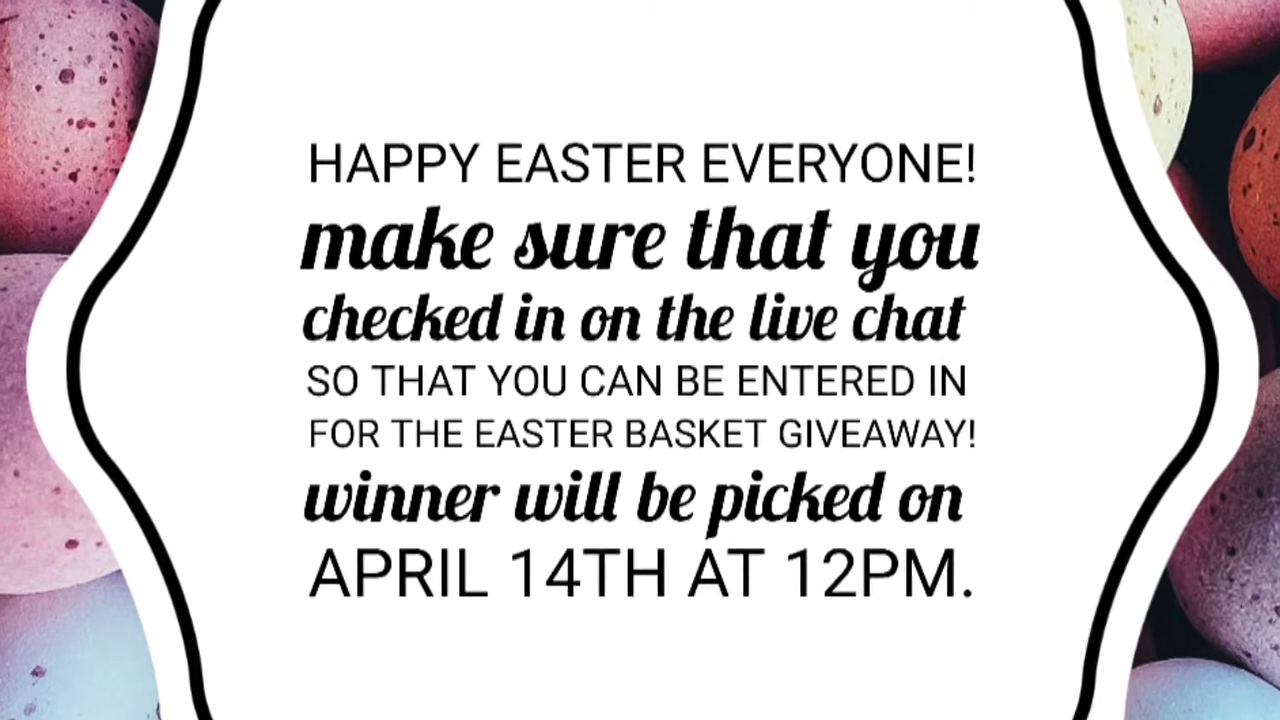 HAPPY EASTER EVERYONE!
make sure that you
checked in on the live chat
SO THAT YOU CAN BE ENTERED IN
FOR THE EASTER BASKET GIVEAWAY!
winner will be picked on
APRIL 14TH AT 12PM.